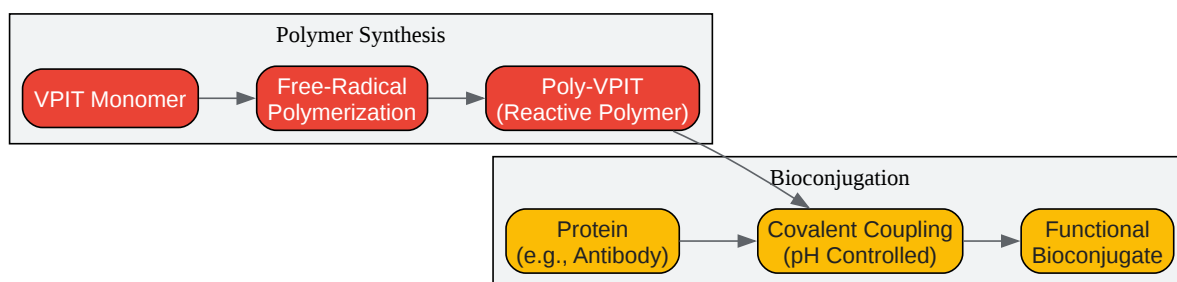 Polymer Synthesis
VPIT Monomer
Free-Radical
Polymerization
Poly-VPIT
(Reactive Polymer)
Bioconjugation
Protein
(e.g., Antibody)
Covalent Coupling
(pH Controlled)
Functional
Bioconjugate